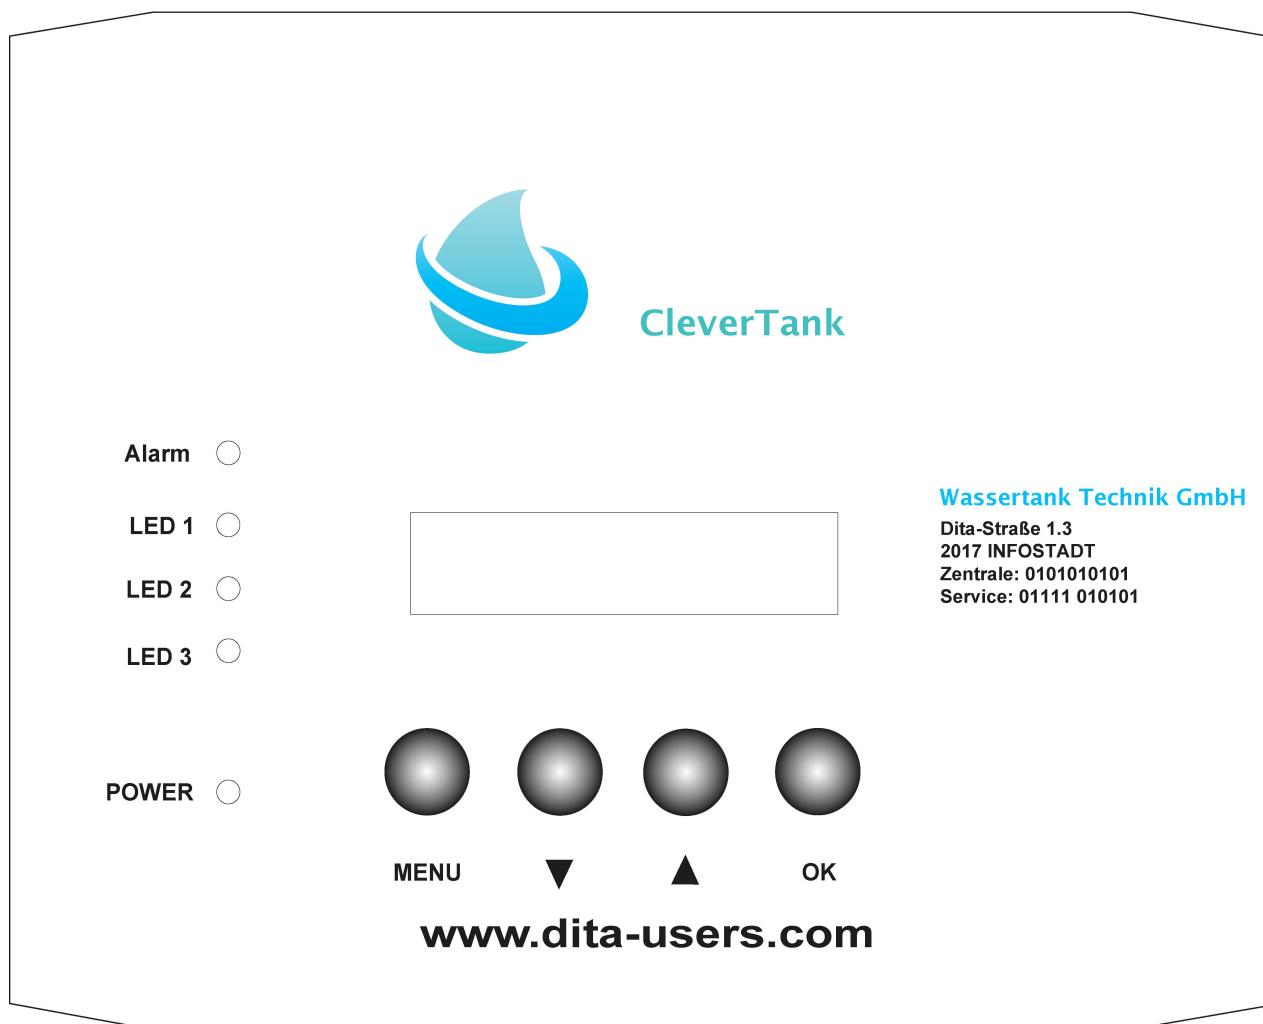 CleverTank
Alarm
LED 1
LED 2
LED 3
POWER
Wassertank Technik GmbH
Dita-Straße 1.3
2017 INFOSTADT
Zentrale: 0101010101
Service: 01111 010101
MENU
▼
▲
OK
www.dita-users.com